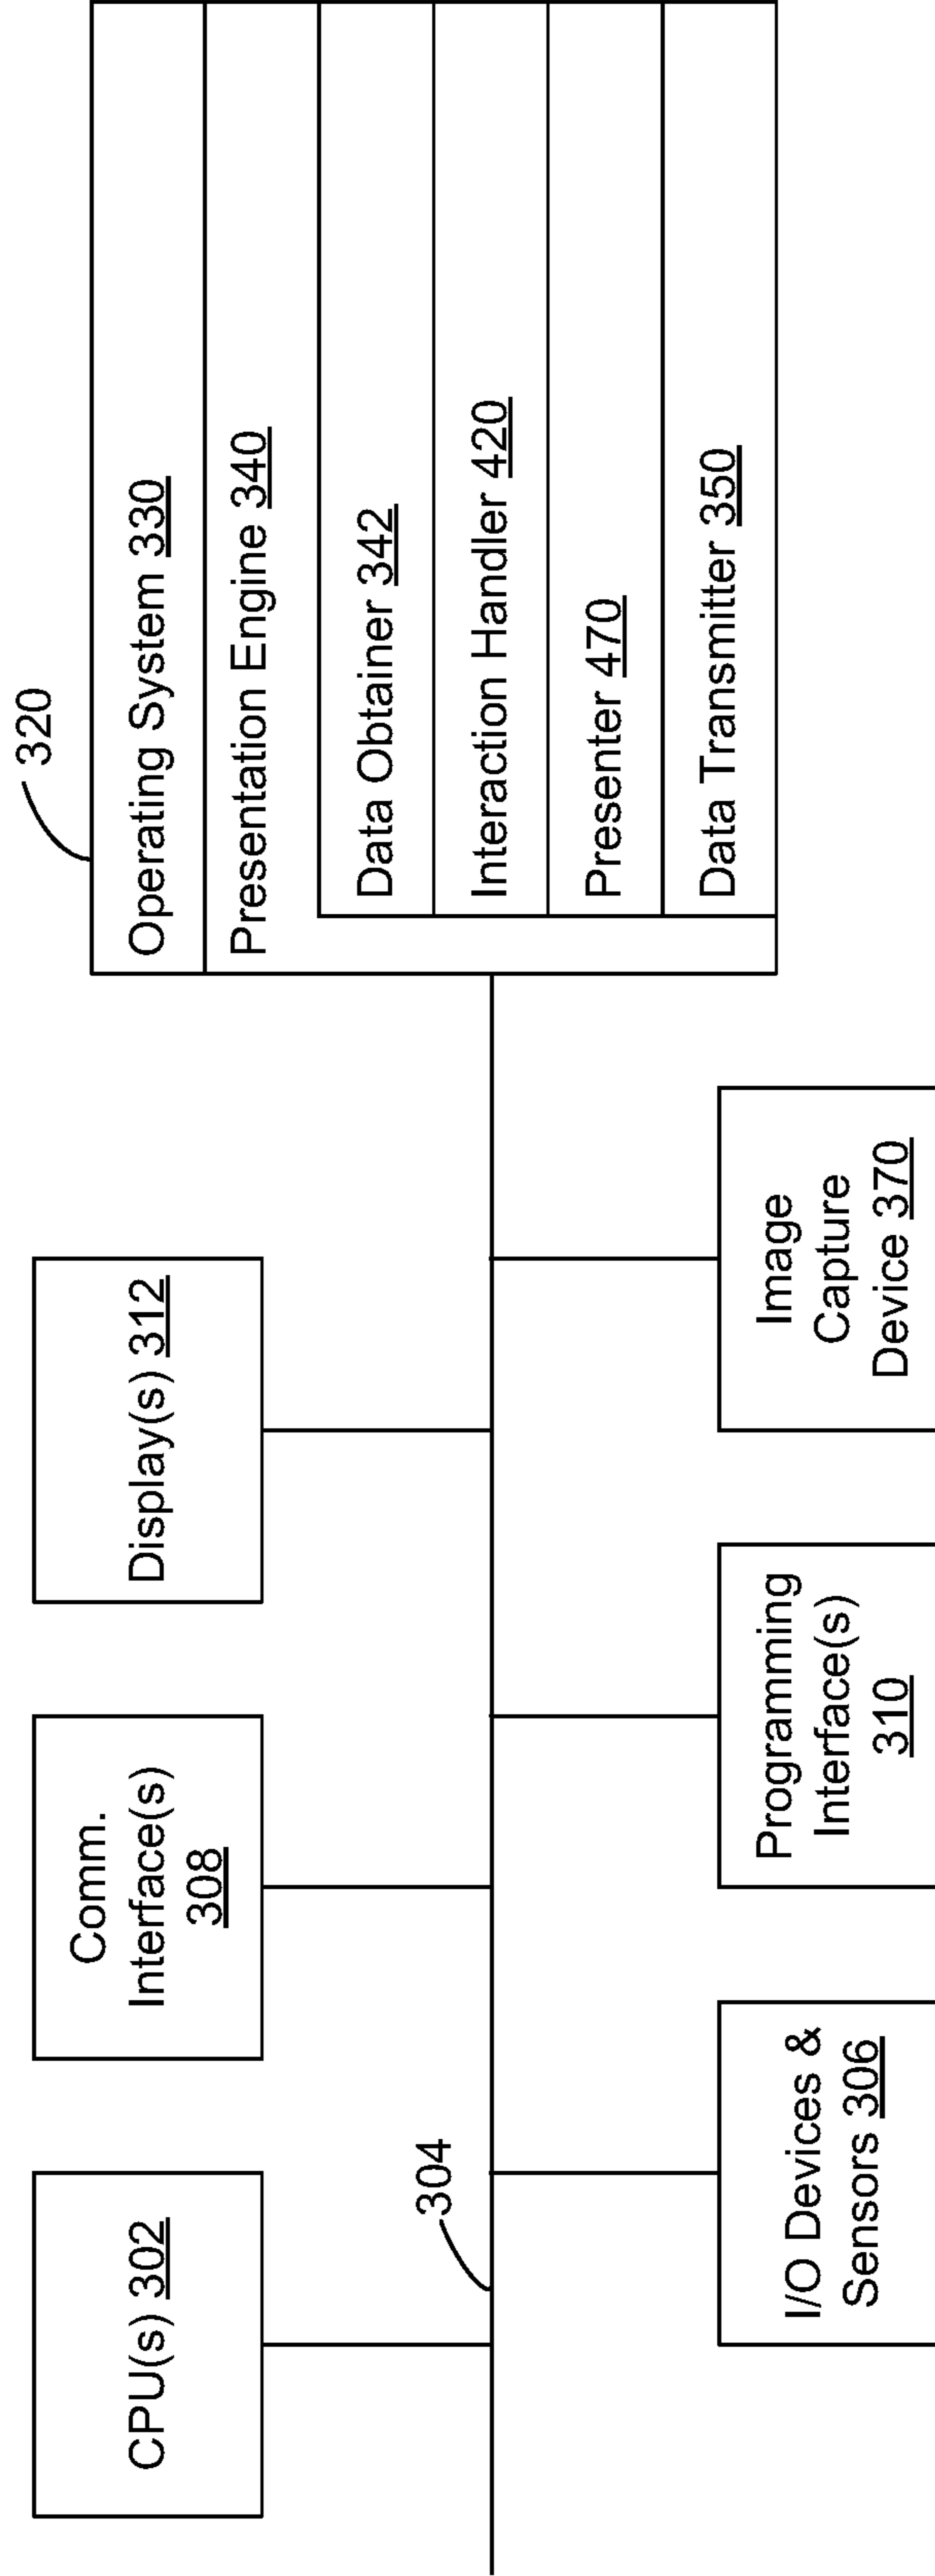 CPU(s) 302
Comm.
Interface(s)
308
Display(s) 312
304
I/O Devices &
Sensors 306
Programming
Interface(s)
310
Image
Capture
Device 370
320
Operating System 330
Presentation Engine 340
Data Obtainer 342
Interaction Handler 420
Presenter 470
Data Transmitter 350